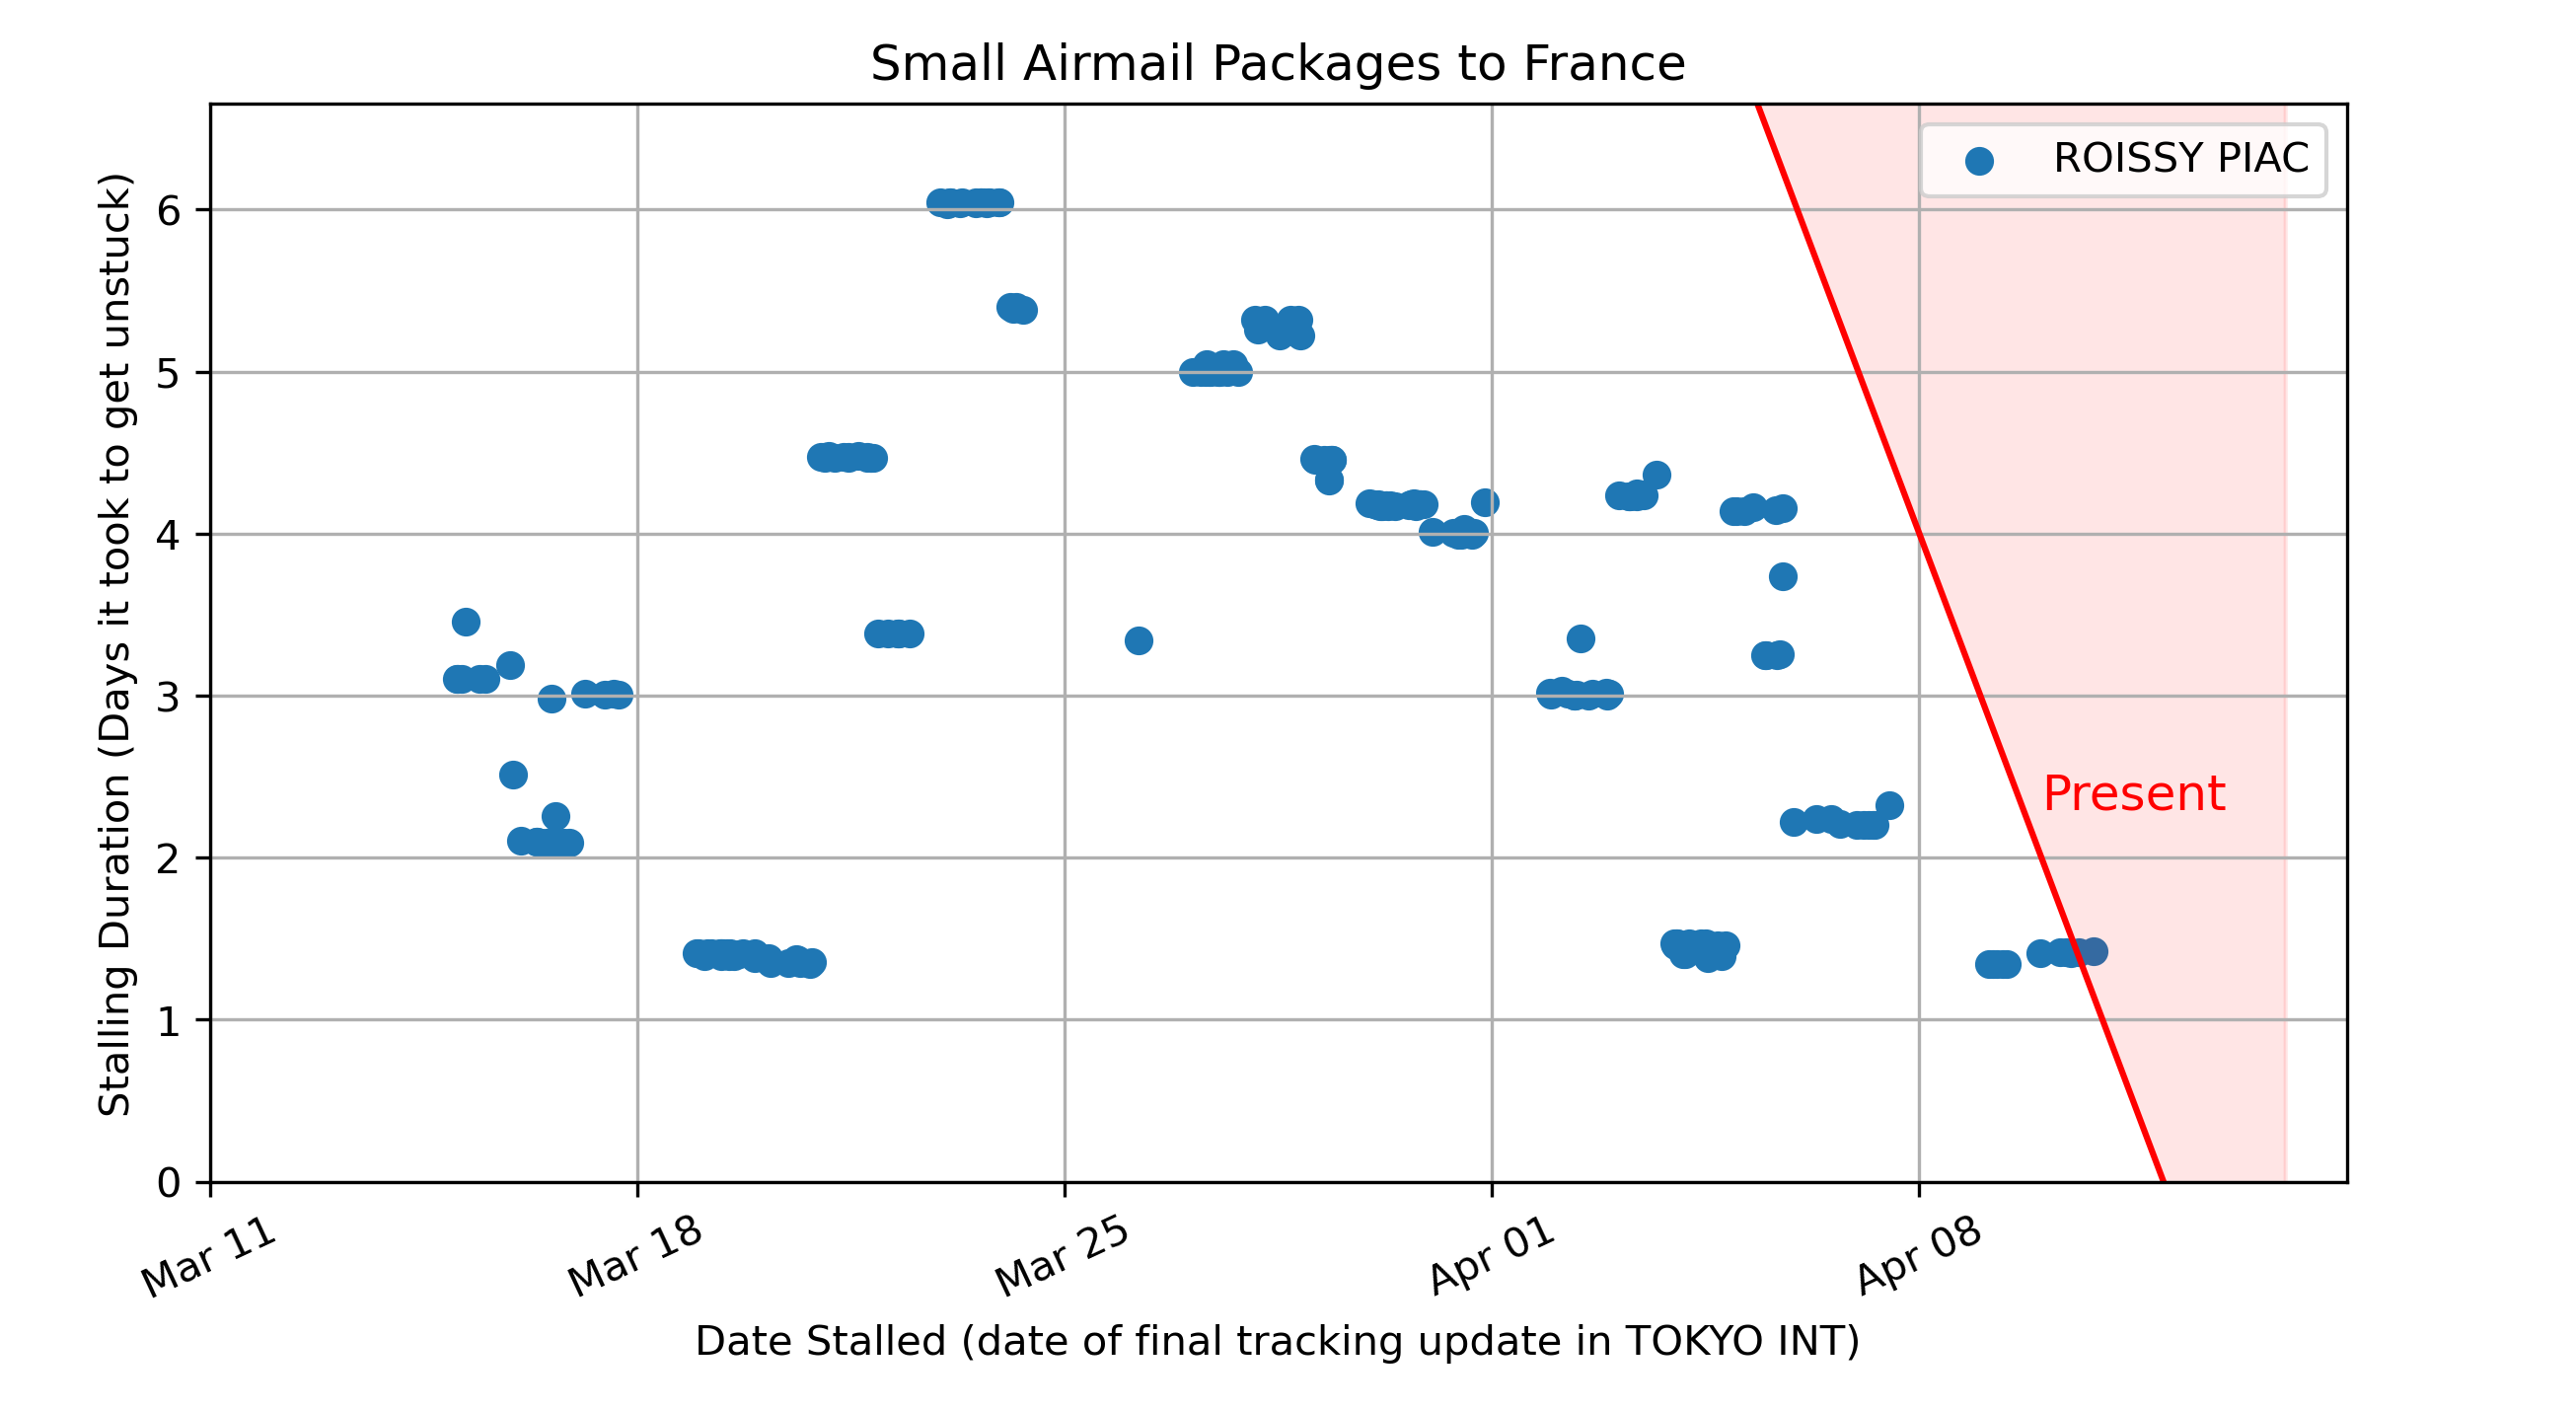 Small Airmail Packages to France
ROISSY PIAC
Stalling Duration (Days it took to get unstuck)
6
5
4
3
2
1
0
Present
Mar 11
Mar 18
Mar 25
Apr 01
Apr 08
Date Stalled (date of final tracking update in TOKYO INT)